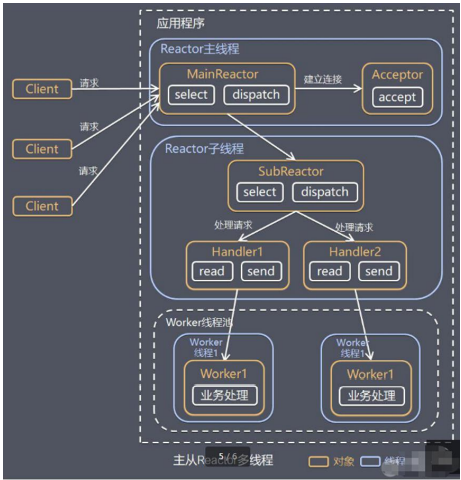 应用程序
Reactor主线程
Client
请求
MainReactor
select
dispatch
建立连接
Acceptor
accept
Client
请求
Client
请求
Reactor子线程
SubReactor
select
dispatch
处理请求
处理请求
Handler1
read
send
Handler2
read
send
Worker线程池
Worker
线程1
Worker1
业务处理
Worker
线程1
Worker1
业务处理
主从Reactor多线程
5 / 6
对象
线程